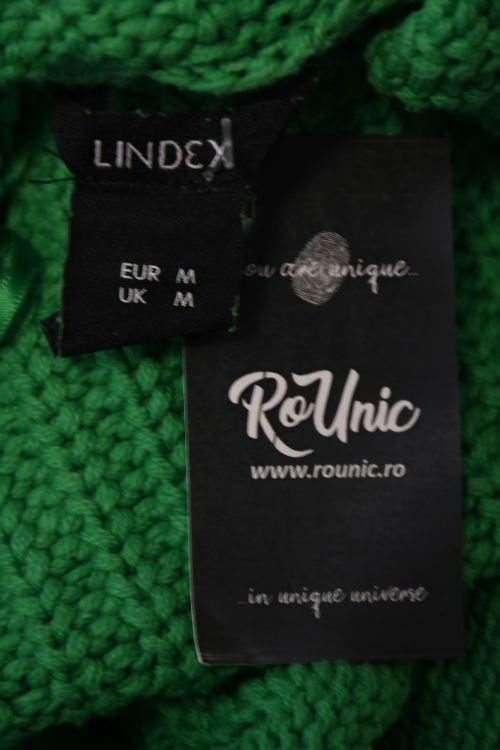 LINDEX
EUR M
UK M
ou are unique...
RoUnic
www.rounic.ro
...in unique universe